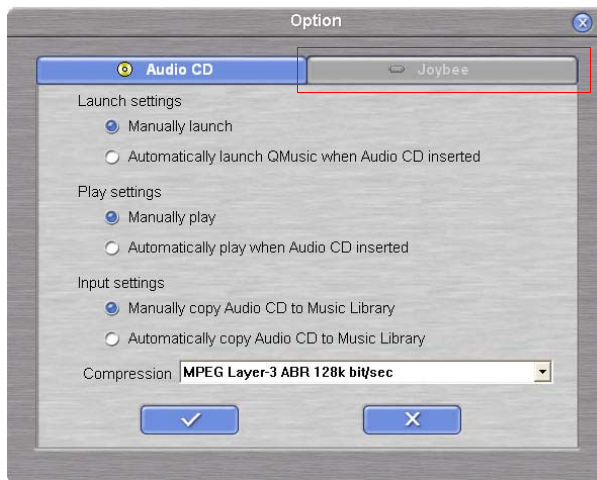 Option
Audio CD
Joybee
Launch settings
Manually launch
Automatically launch QMusic when Audio CD inserted
Play settings
Manually play
Automatically play when Audio CD inserted
Input settings
Manually copy Audio CD to Music Library
Automatically copy Audio CD to Music Library
Compression MPEG Layer-3 ABR 128k bit/sec